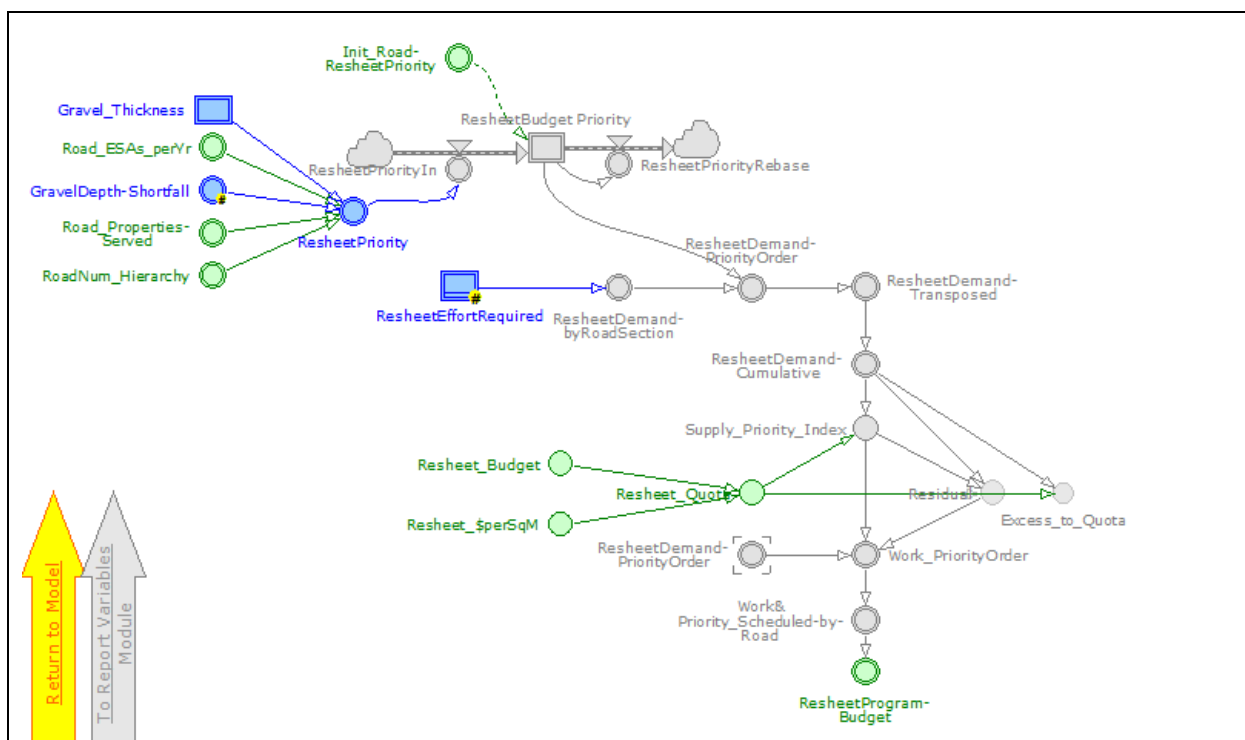 Init_Road-
ResheetPriority
Gravel_Thickness
ResheetBudget Priority
Road_ESAs_perYr
ResheetPriorityIn
ResheetPriorityRebase
GravelDepth-Shortfall
#
Road_Properties-
Served
ResheetPriority
RoadNum_Hierarchy
ResheetDemand-
PriorityOrder
ResheetDemand-
Transposed
#
ResheetEffortRequired
ResheetDemand-
byRoadSection
ResheetDemand-
Cumulative
Supply_Priority_Index
Resheet_Budget
Resheet_Quota
Residual
Excess_to_Quota
Resheet_$perSqM
ResheetDemand-
PriorityOrder
Work_PriorityOrder
Work&
Priority_Scheduled-by-
Road
ResheetProgram-
Budget
Return to Model
To Report Variables
Module